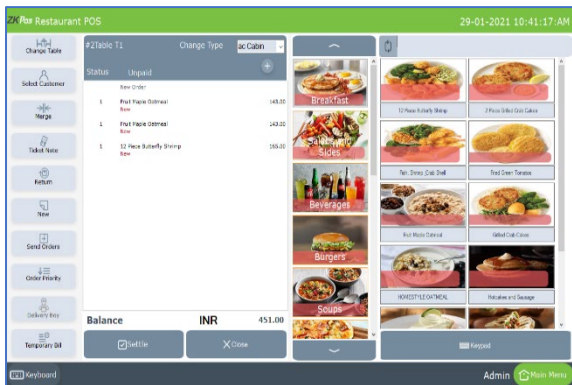 ZKPos Restaurant POS
29-01-2021 10:41:17:AM
Change Table
Select Customer
Merge
Ticket Note
Return
New
Send Orders
Order Priority
Delivery Boy
Temporary Bill
#2Table T1 Change Type ac Cabin
Status Unpaid
New Order
1 Fruit Maple Oatmeal 143.00
New
1 Fruit Maple Oatmeal 143.00
New
1 12 Piece Butterfly Shrimp 165.00
New
Balance INR 451.00
Settle
Close
Breakfast
Salads and Sides
Beverages
Burgers
Soups
12 Piece Butterfly Shrimp
2 Piece Grilled Crab Cakes
Fish, Shrimp ,Crab Shell
Fried Green Tomatoes
Fruit Maple Oatmeal
Grilled Crab Cakes
HOMESTYLE OATMEAL
Hotcakes and Sausage
Keypad
Keyboard
Admin
Main Menu